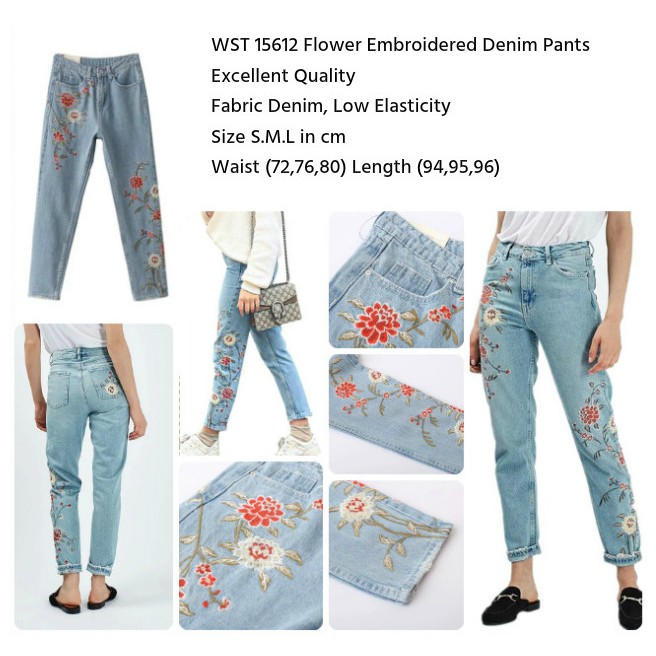 WST 15612 Flower Embroidered Denim Pants
Excellent Quality
Fabric Denim, Low Elasticity
Size S.M.L in cm
Waist (72,76,80) Length (94,95,96)